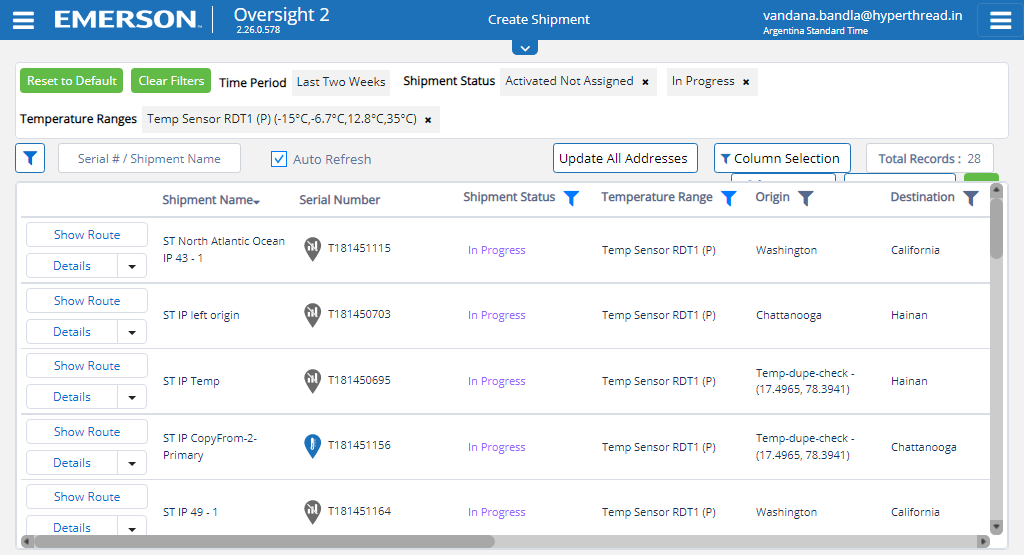 EMERSON. Oversight 2
2.26.0.578
Create Shipment
vandana.bandla@hyperthread.in
Argentina Standard Time
Reset to Default Clear Filters Time Period Last Two Weeks Shipment Status Activated Not Assigned × In Progress ×
Temperature Ranges Temp Sensor RDT1 (P) (-15°C,-6.7°C,12.8°C,35°C) ×
Serial # / Shipment Name Auto Refresh Update All Addresses Column Selection Total Records : 28
Shipment Name Serial Number Shipment Status Temperature Range Origin Destination
Show Route
Details
ST North Atlantic Ocean
IP 43 - 1
T181451115 In Progress Temp Sensor RDT1 (P) Washington California
Show Route
Details
ST IP left origin T181450703 In Progress Temp Sensor RDT1 (P) Chattanooga Hainan
Show Route
Details
ST IP Temp T181450695 In Progress Temp Sensor RDT1 (P)
Temp-dupe-check -
(17.4965, 78.3941)
Hainan
Show Route
Details
ST IP CopyFrom-2-
Primary
T181451156 In Progress Temp Sensor RDT1 (P)
Temp-dupe-check -
(17.4965, 78.3941)
Chattanooga
Show Route
Details
ST IP 49 - 1 T181451164 In Progress Temp Sensor RDT1 (P) Washington California